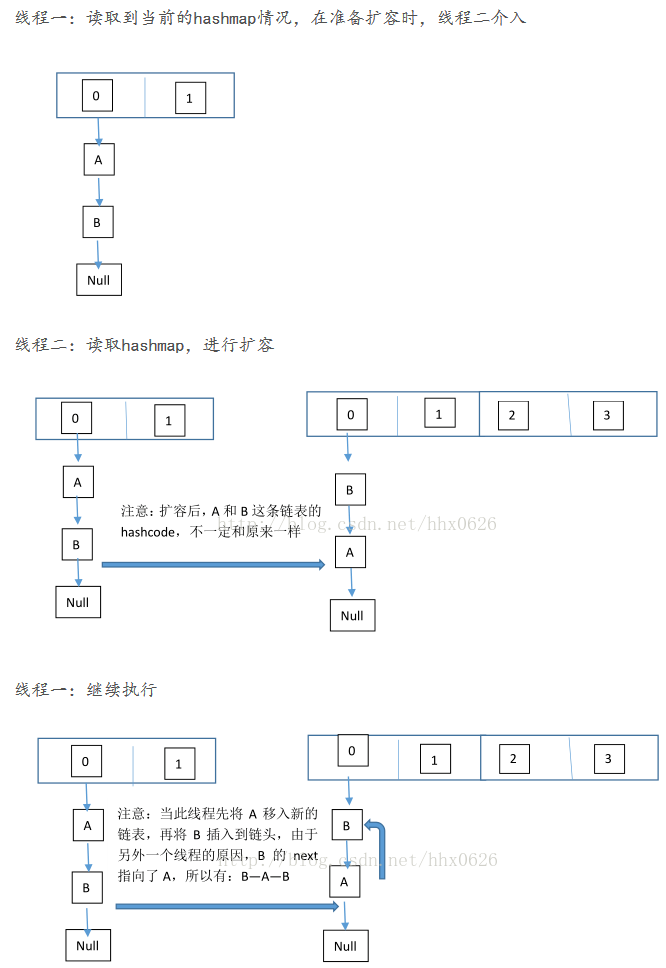 线程一：读取到当前的hashmap情况，在准备扩容时，线程二介入
0
1
A
B
Null
线程二：读取hashmap，进行扩容
0
1
0
1
2
3
A
B
B
A
注意：扩容后，A 和 B 这条链表的
hashcode，不一定和原来一样
http://blog.csdn.net/hhx0626
Null
Null
线程一：继续执行
0
1
0
1
2
3
A
B
B
A
注意：当此线程先将 A 移入新的
链表，再将 B 插入到链头，由于
另外一个线程的原因，B 的 next
指向了 A，所以有：B—A—B
http://blog.csdn.net/hhx0626
Null
Null